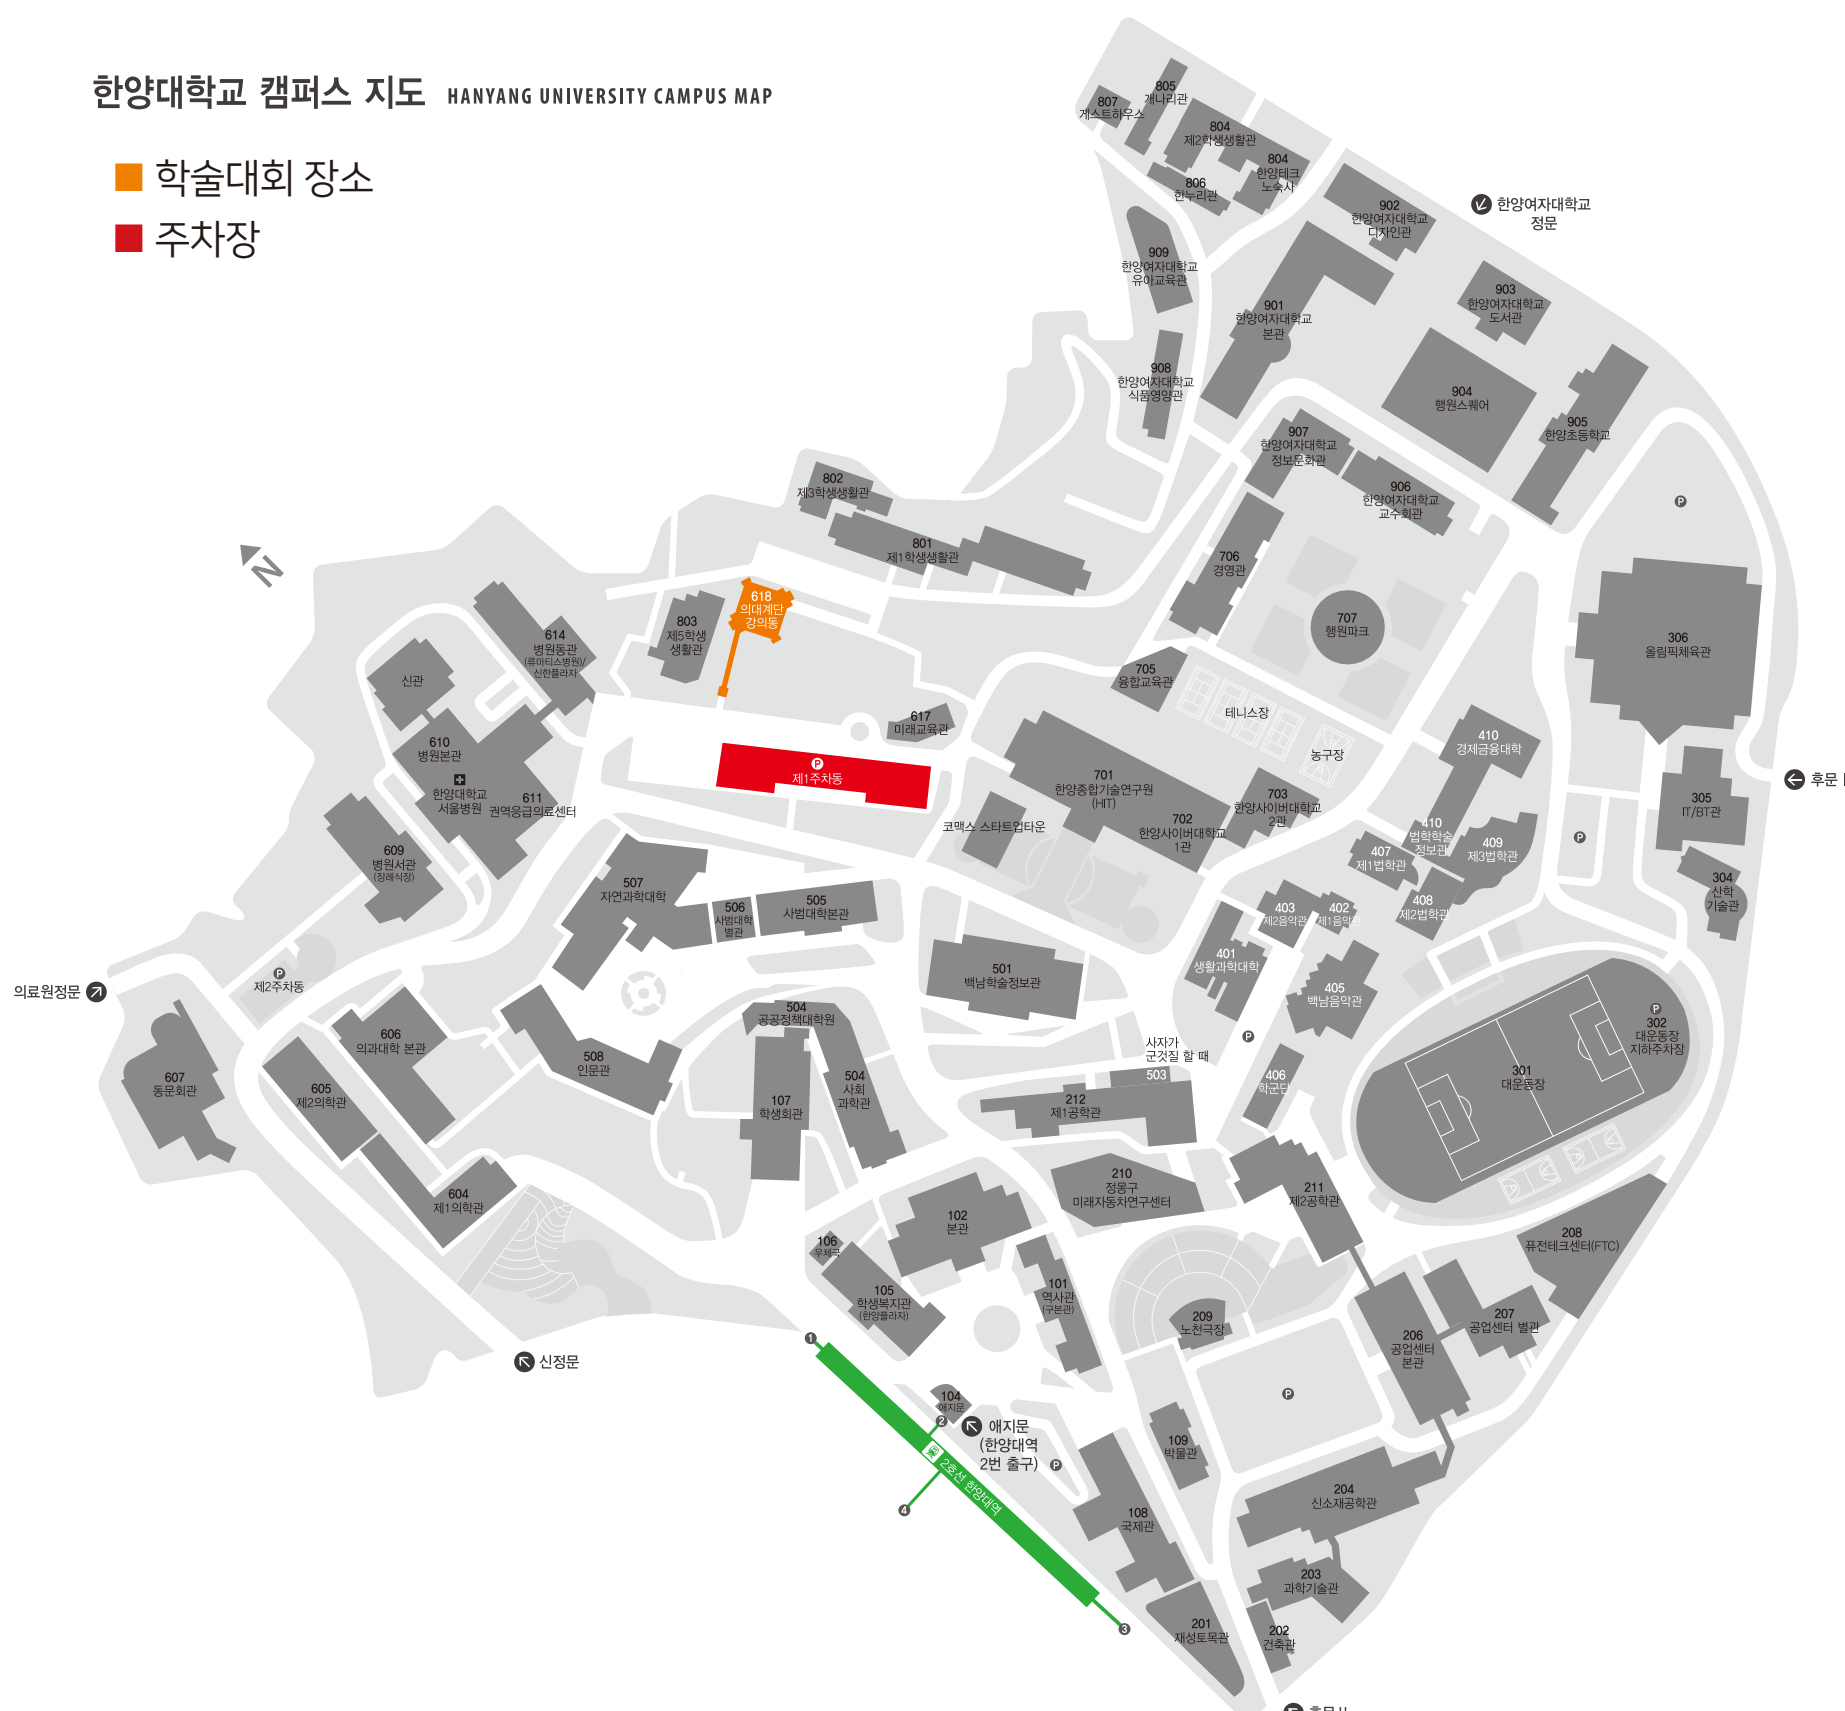 한양대학교 캠퍼스 지도 HANYANG UNIVERSITY CAMPUS MAP
학술대회 장소
주차장
N
807
게스트하우스
805
개나리관
804
제2학생생활관
804
한양테크
노숙사
806
한누리관
902
한양여자대학교
디자인관
한양여자대학교
정문
909
한양여자대학교
유아교육관
901
한양여자대학교
본관
903
한양여자대학교
도서관
908
한양여자대학교
식품영양관
904
행원스퀘어
905
한양초등학교
907
한양여자대학교
정보문화관
906
한양여자대학교
교수회관
P
802
제3학생생활관
801
제1학생생활관
706
경영관
707
행원파크
306
올림픽체육관
618
의대계단
강의동
803
제5학생
생활관
614
병원동관
(류마티스병원)/
신한플라자
신관
705
융합교육관
테니스장
농구장
617
미래교육관
610
병원본관
한양대학교
서울병원
611
권역응급의료센터
P
제1주차동
701
한양종합기술연구원
(HIT)
702
한양사이버대학교
1관
703
한양사이버대학교
2관
410
경제금융대학
후문
305
IT/BT관
코맥스 스타트업타운
410
법학학술
정보관
409
제3법학관
407
제1법학관
408
제2법학관
P
609
병원서관
(장례식장)
304
산학
기술관
507
자연과학대학
506
사범대학
별관
505
사범대학본관
403
제2음악관
402
제1음악관
401
생활과학대학
405
백남음악관
501
백남학술정보관
의료원정문
P
제2주차동
606
의과대학 본관
605
제2의학관
607
동문회관
604
제1의학관
508
인문관
504
공공정책대학원
504
사회
과학관
107
학생회관
사자가
군것질 할 때
503
212
제1공학관
P
406
학군단
P
302
대운동장
지하주차장
301
대운동장
210
정몽구
미래자동차연구센터
211
제2공학관
208
퓨전테크센터(FTC)
102
본관
106
우체국
105
학생복지관
(한양플라자)
101
역사관
(구본관)
209
노천극장
207
공업센터 별관
206
공업센터
본관
신정문
1
2
3
4
2호선 한양대역
104
애지문
애지문
(한양대역
2번 출구)
P
P
109
박물관
108
국제관
204
신소재공학관
203
과학기술관
201
재성토목관
202
건축관